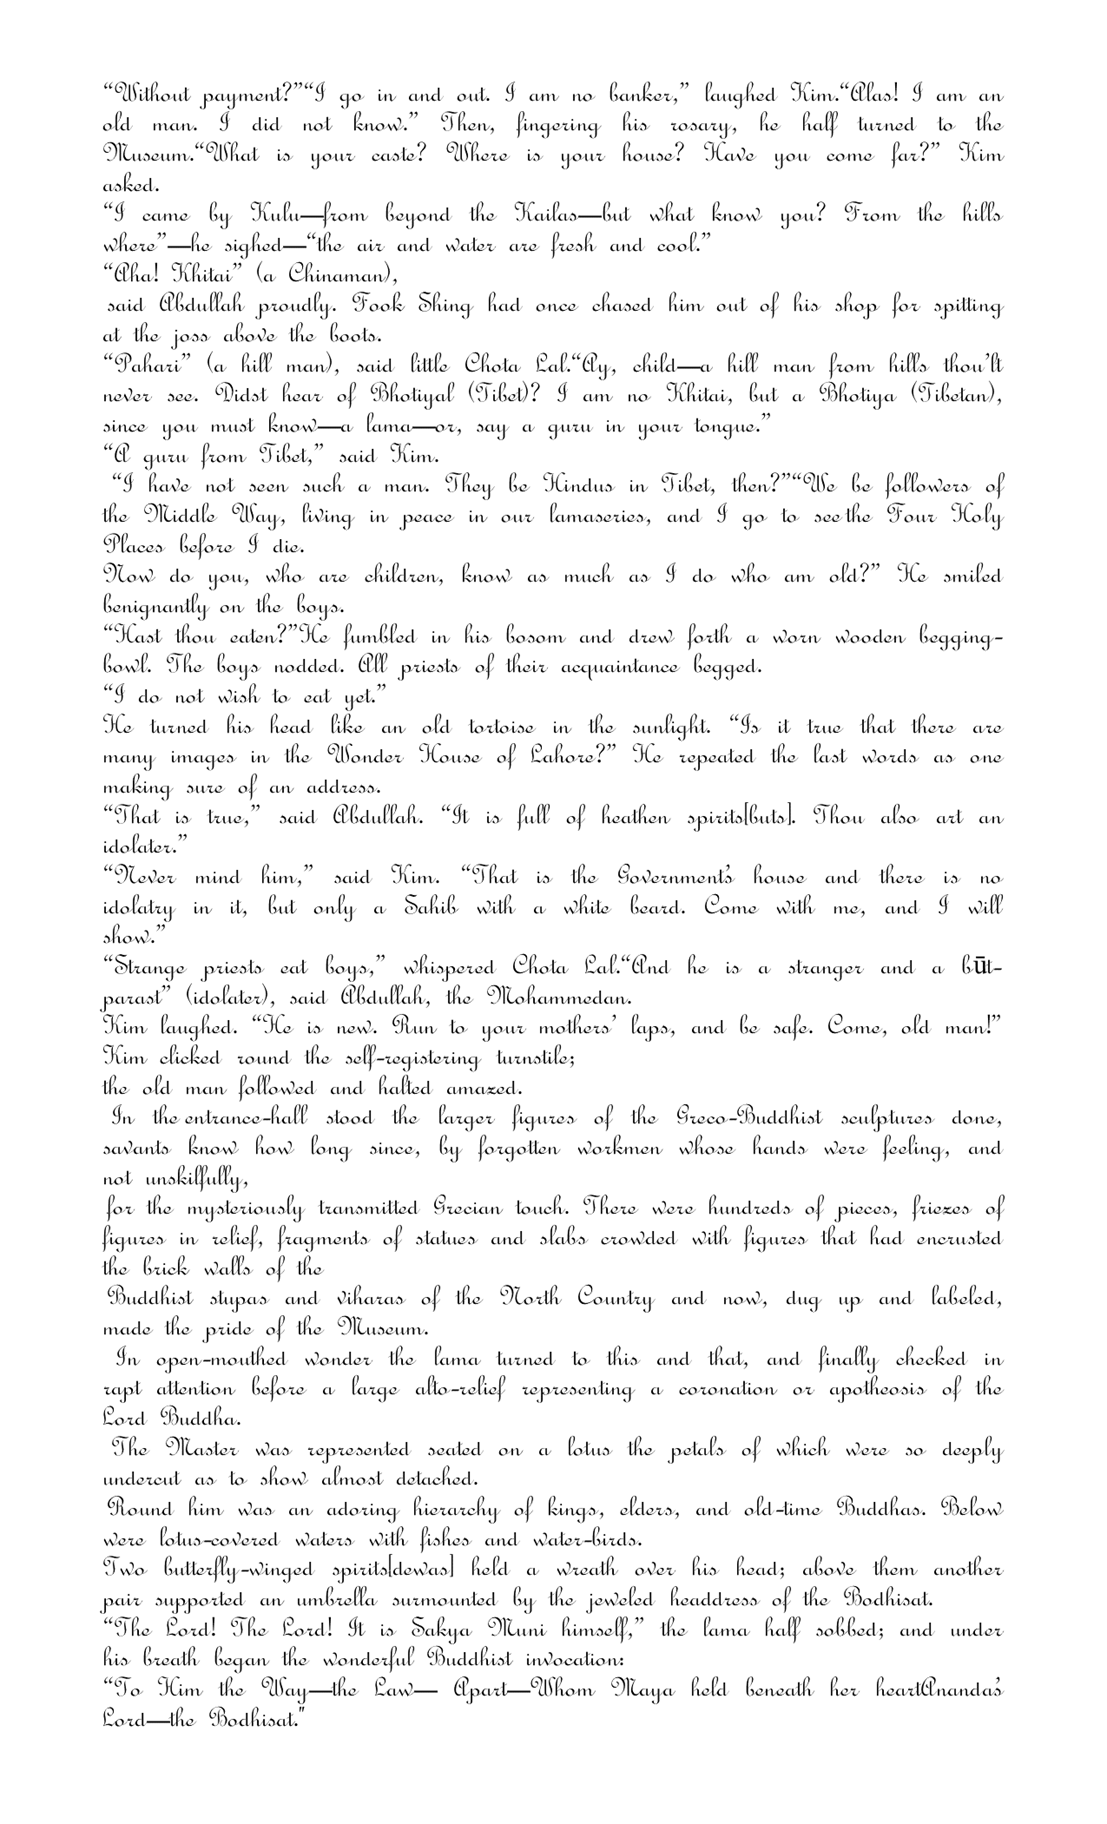 “Without payment?”“I go in and out. I am no banker,” laughed Kim.“Alas! I am an
old man. I did not know.” Then, fingering his rosary, he half turned to the
Museum.“What is your caste? Where is your house? Have you come far?” Kim
asked.
“I came by Kulu—from beyond the Kailas—but what know you? From the hills
where”—he sighed—“the air and water are fresh and cool.”
“Aha! Khitai” (a Chinaman),
said Abdullah proudly. Fook Shing had once chased him out of his shop for spitting
at the joss above the boots.
“Pahari” (a hill man), said little Chota Lal.“Ay, child—a hill man from hills thou'lt
never see. Didst hear of Bhotiyal (Tibet)? I am no Khitai, but a Bhotiya (Tibetan),
since you must know—a lama—or, say a guru in your tongue.”
“A guru from Tibet,” said Kim.
“I have not seen such a man. They be Hindus in Tibet, then?”“We be followers of
the Middle Way, living in peace in our lamaseries, and I go to see the Four Holy
Places before I die.
Now do you, who are children, know as much as I do who am old?” He smiled
benignantly on the boys.
“Hast thou eaten?”He fumbled in his bosom and drew forth a worn wooden begging-
bowl. The boys nodded. All priests of their acquaintance begged.
“I do not wish to eat yet.”
He turned his head like an old tortoise in the sunlight. “Is it true that there are
many images in the Wonder House of Lahore?” He repeated the last words as one
making sure of an address.
“That is true,” said Abdullah. “It is full of heathen spirits[buts]. Thou also art an
idolater.”
“Never mind him,” said Kim. “That is the Government's house and there is no
idolatry in it, but only a Sahib with a white beard. Come with me, and I will
show.”
“Strange priests eat boys,” whispered Chota Lal.“And he is a stranger and a būt-
parast” (idolater), said Abdullah, the Mohammedan.
Kim laughed. “He is new. Run to your mothers’ laps, and be safe. Come, old man!”
Kim clicked round the self-registering turnstile;
the old man followed and halted amazed.
In the entrance-hall stood the larger figures of the Greco-Buddhist sculptures done,
savants know how long since, by forgotten workmen whose hands were feeling, and
not unskilfully,
for the mysteriously transmitted Grecian touch. There were hundreds of pieces, friezes of
figures in relief, fragments of statues and slabs crowded with figures that had encrusted
the brick walls of the
Buddhist stupas and viharas of the North Country and now, dug up and labeled,
made the pride of the Museum.
In open-mouthed wonder the lama turned to this and that, and finally checked in
rapt attention before a large alto-relief representing a coronation or apotheosis of the
Lord Buddha.
The Master was represented seated on a lotus the petals of which were so deeply
undercut as to show almost detached.
Round him was an adoring hierarchy of kings, elders, and old-time Buddhas. Below
were lotus-covered waters with fishes and water-birds.
Two butterfly-winged spirits[dewas] held a wreath over his head; above them another
pair supported an umbrella surmounted by the jeweled headdress of the Bodhisat.
“The Lord! The Lord! It is Sakya Muni himself,” the lama half sobbed; and under
his breath began the wonderful Buddhist invocation:
“To Him the Way—the Law— Apart—Whom Maya held beneath her heartAnanda's
Lord—the Bodhisat."